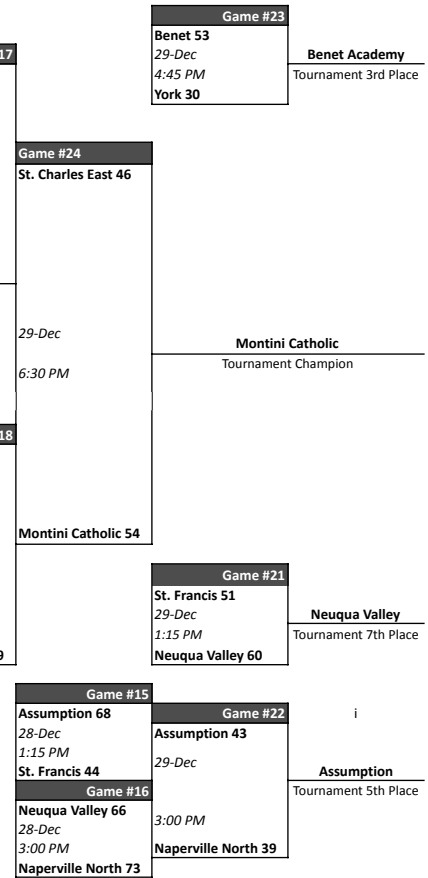 Game #23
Benet 53
29-Dec
4:45 PM
York 30
Benet Academy
Tournament 3rd Place
17
Game #24
St. Charles East 46
29-Dec
6:30 PM
Montini Catholic 54
Montini Catholic
Tournament Champion
18
9
Game #21
St. Francis 51
29-Dec
1:15 PM
Neuqua Valley 60
Neuqua Valley
Tournament 7th Place
Game #15
Assumption 68
28-Dec
1:15 PM
St. Francis 44
Game #16
Neuqua Valley 66
28-Dec
3:00 PM
Naperville North 73
Game #22
Assumption 43
29-Dec
3:00 PM
Naperville North 39
i
Assumption
Tournament 5th Place